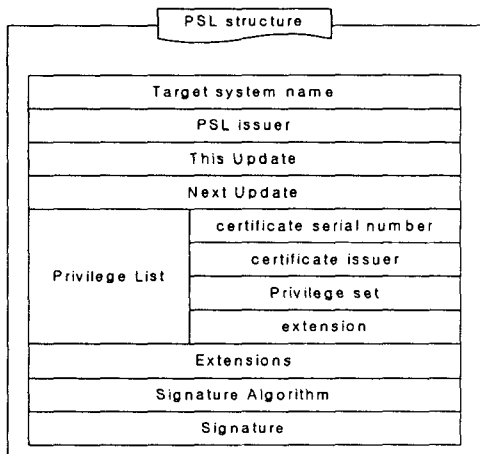 PSL structure
Target system name
PSL issuer
This Update
Next Update
Privilege List
certificate serial number
certificate issuer
Privilege set
extension
Extensions
Signature Algorithm
Signature